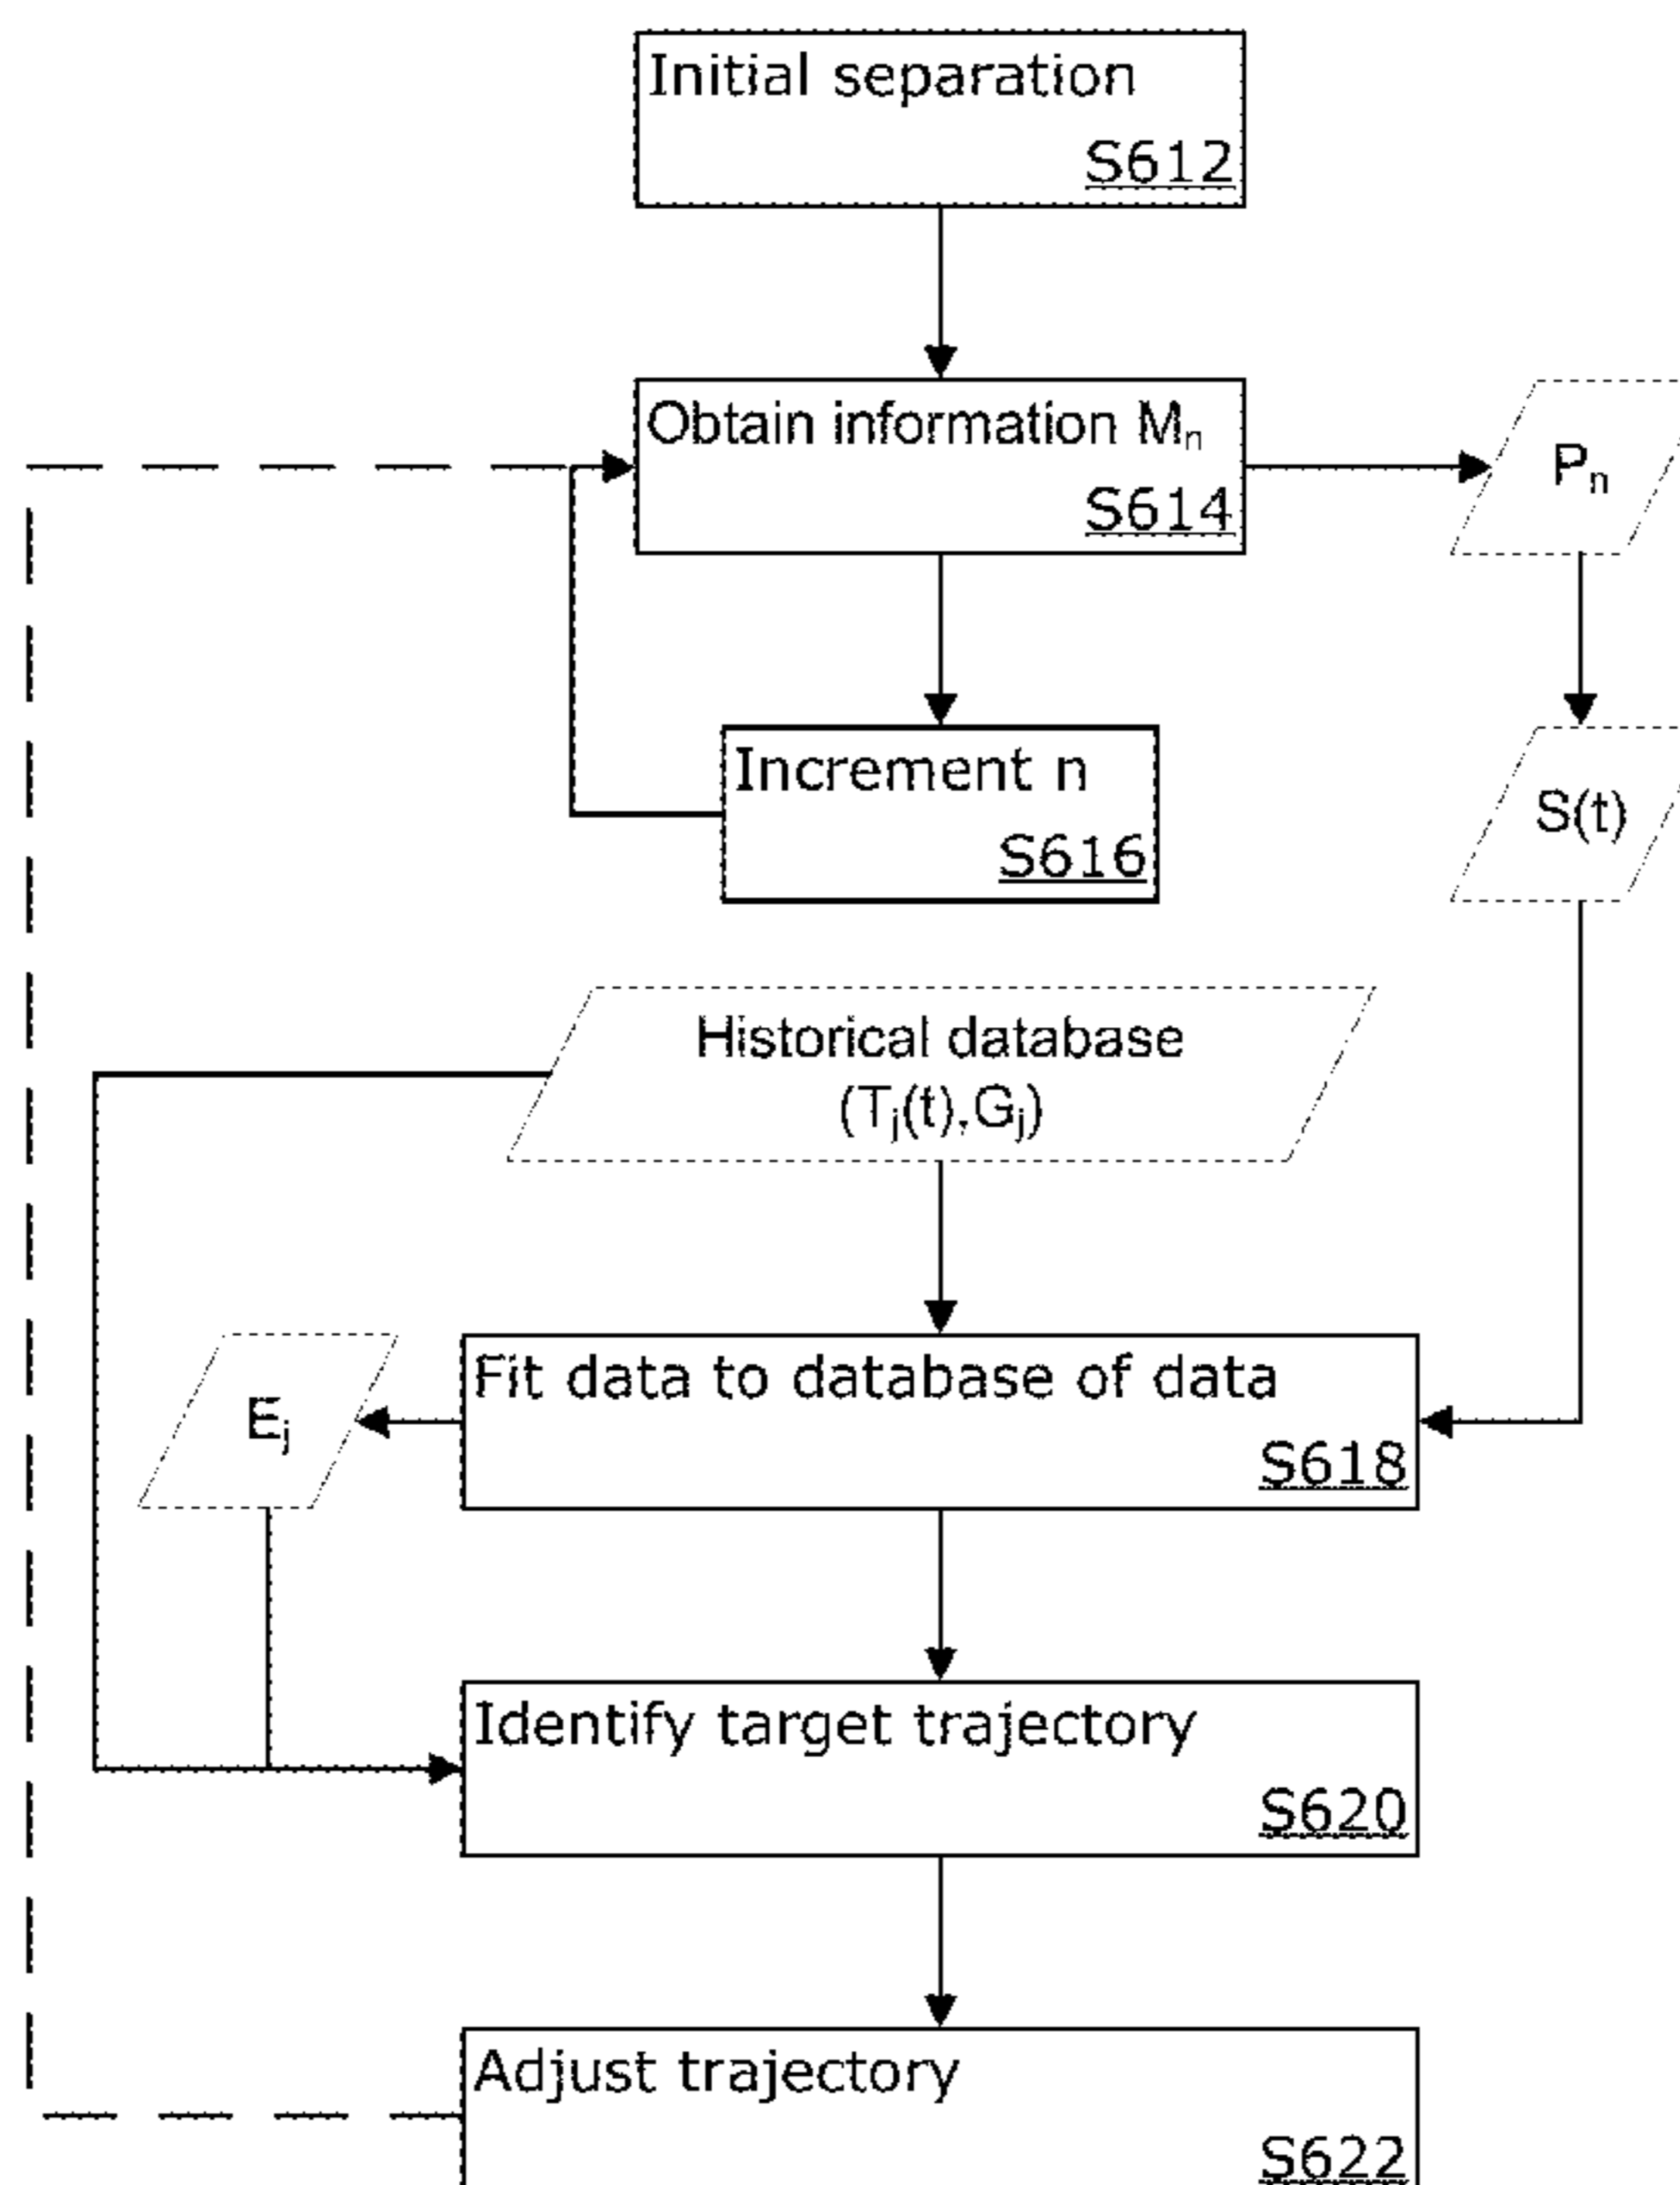 Initial separation
S612
Obtain information Mₙ
S614
Pₙ
Increment n
S616
S(t)
Historical database
(Tⱼ(t),Gⱼ)
Eⱼ
Fit data to database of data
S618
Identify target trajectory
S620
Adjust trajectory
S622